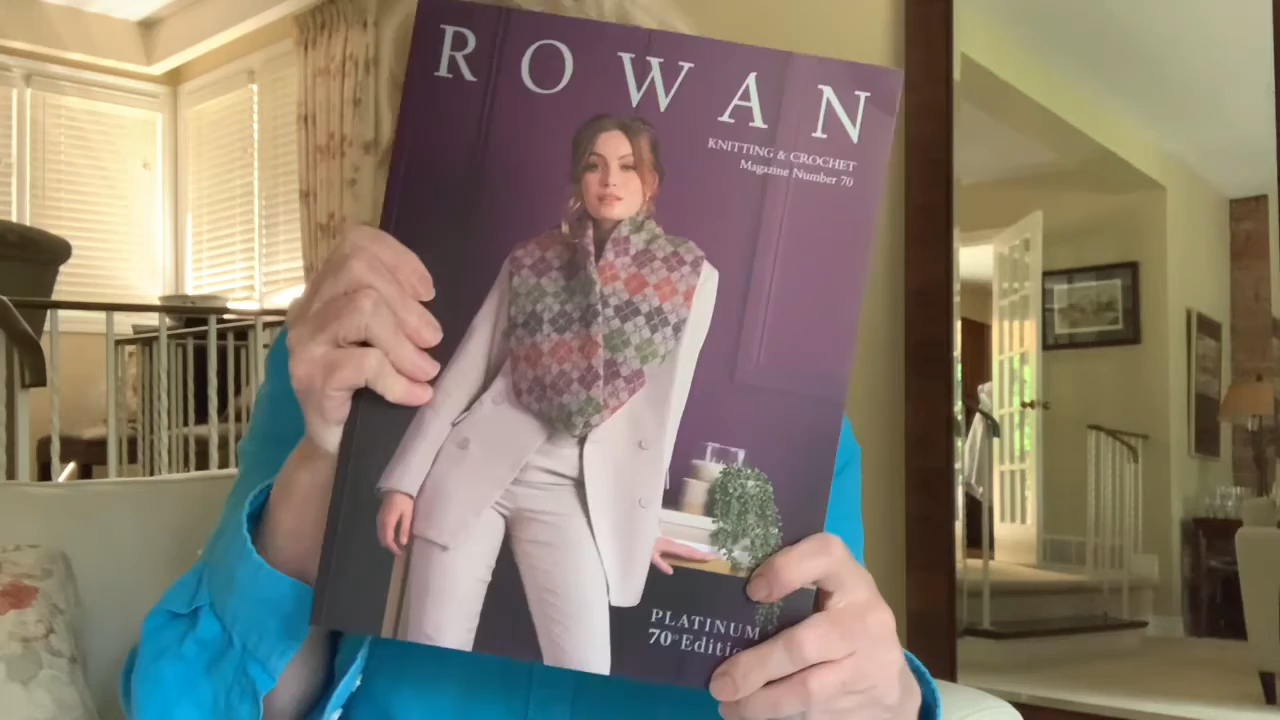 ROWAN
KNITTING & CROCHET
Magazine Number 70
PLATINUM
70